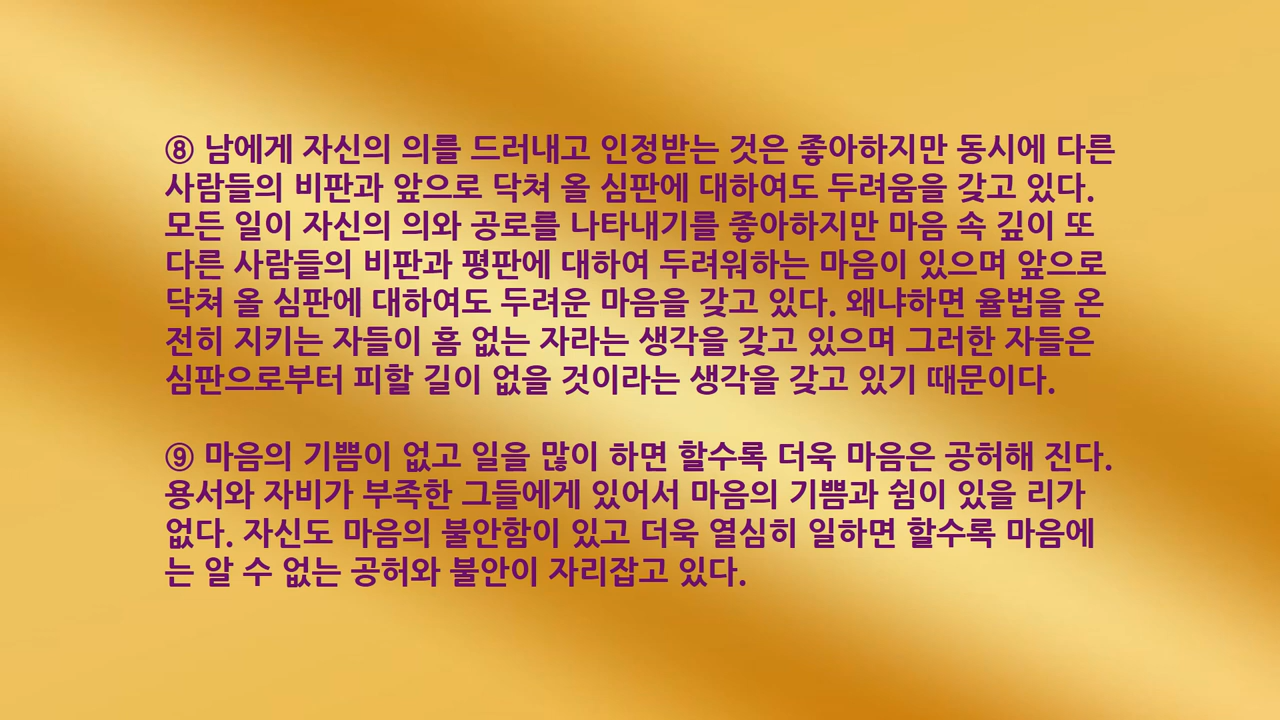 ⑧ 남에게 자신의 의를 드러내고 인정받는 것은 좋아하지만 동시에 다른
사람들의 비판과 앞으로 닥쳐 올 심판에 대하여도 두려움을 갖고 있다.
모든 일이 자신의 의와 공로를 나타내기를 좋아하지만 마음 속 깊이 또
다른 사람들의 비판과 평판에 대하여 두려워하는 마음이 있으며 앞으로
닥쳐 올 심판에 대하여도 두려운 마음을 갖고 있다. 왜냐하면 율법을 온
전히 지키는 자들이 흠 없는 자라는 생각을 갖고 있으며 그러한 자들은
심판으로부터 피할 길이 없을 것이라는 생각을 갖고 있기 때문이다.
⑨ 마음의 기쁨이 없고 일을 많이 하면 할수록 더욱 마음은 공허해 진다.
용서와 자비가 부족한 그들에게 있어서 마음의 기쁨과 쉼이 있을 리가
없다. 자신도 마음의 불안함이 있고 더욱 열심히 일하면 할수록 마음에
는 알 수 없는 공허와 불안이 자리잡고 있다.